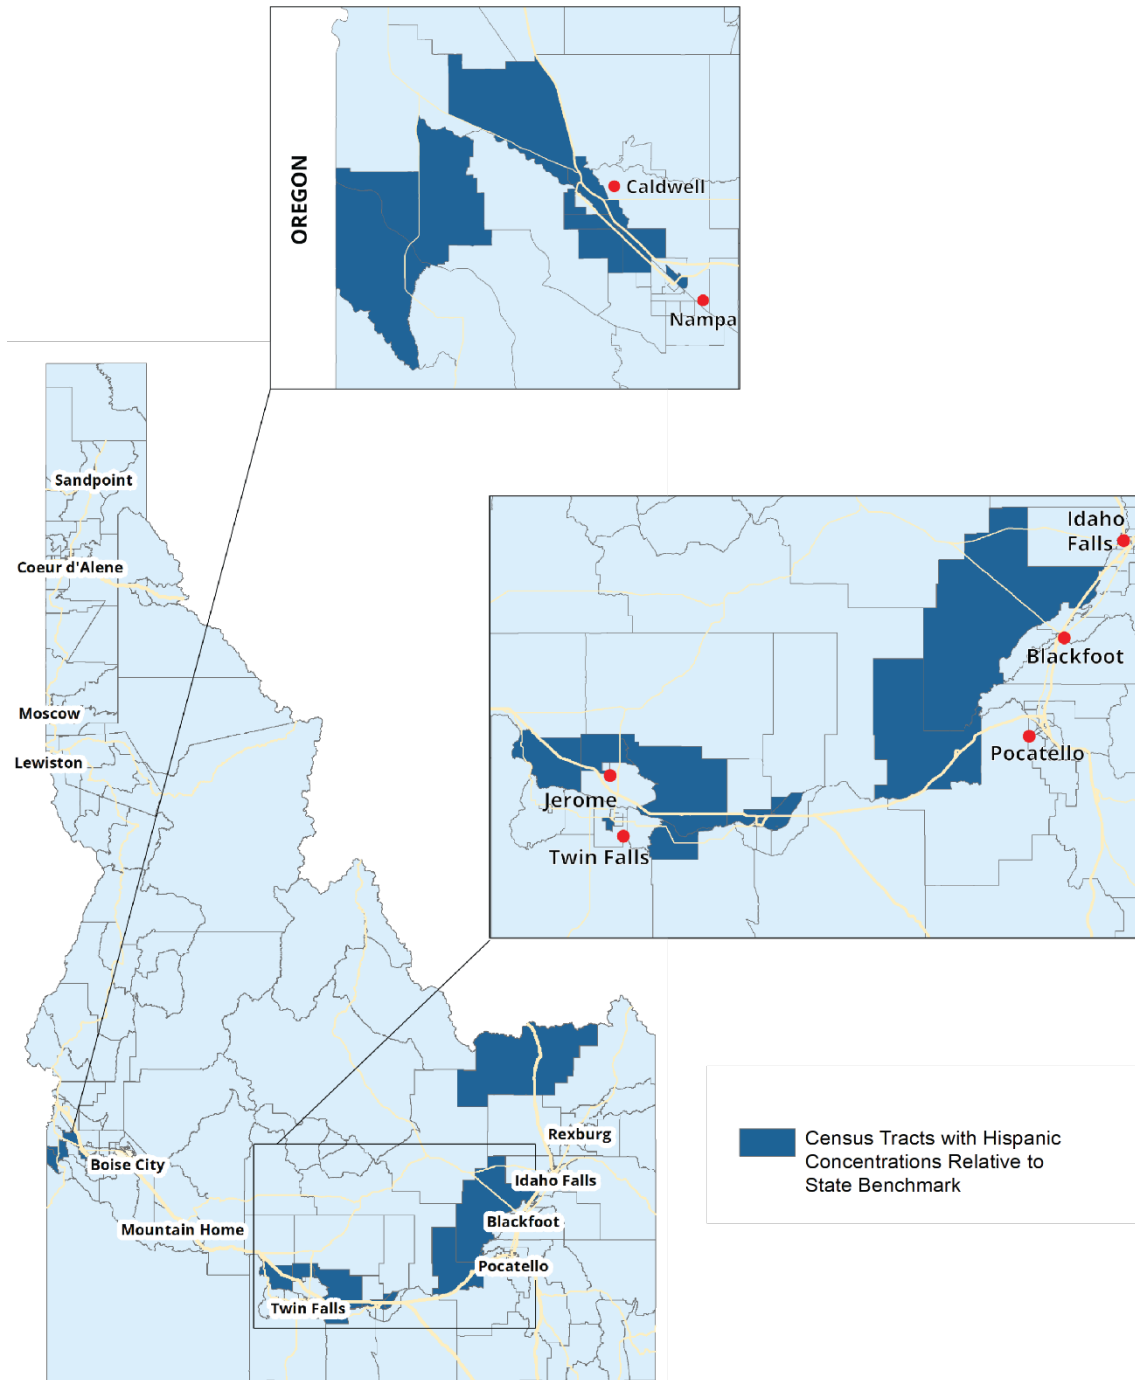 OREGON
Caldwell
Nampa
Sandpoint
Coeur d'Alene
Moscow
Lewiston
Idaho
Falls
Blackfoot
Pocatello
Jerome
Twin Falls
Rexburg
Boise City
Idaho Falls
Mountain Home
Blackfoot
Pocatello
Twin Falls
Census Tracts with Hispanic
Concentrations Relative to
State Benchmark